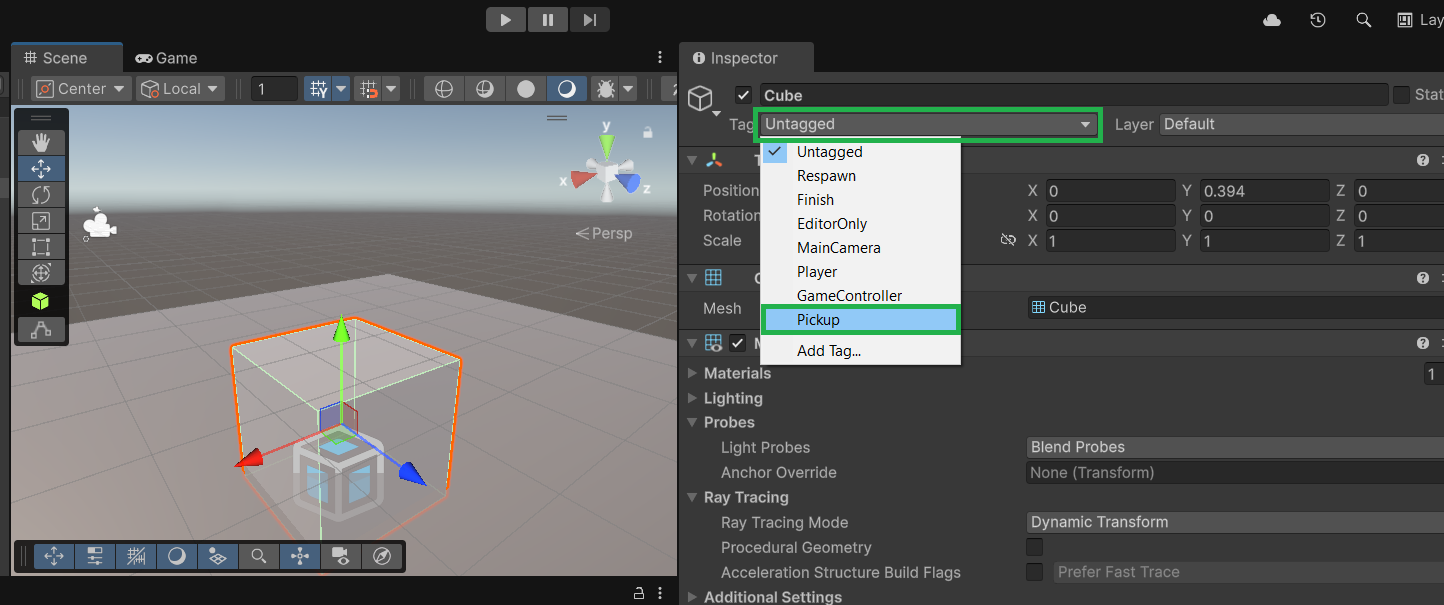 Lay
Scene
Game
Inspector
Center
Local
1
2
Cube
Stat
Tag
Untagged
Layer
Default
Untagged
Respawn
Finish
EditorOnly
MainCamera
Player
GameController
Pickup
Add Tag...
y
x
z
Persp
Position
X
0
Y
0.394
Z
0
Rotation
X
0
Y
0
Z
0
Scale
X
1
Y
1
Z
1
Mesh
Cube
Materials
1
Lighting
Probes
Light Probes
Blend Probes
Anchor Override
None (Transform)
Ray Tracing
Ray Tracing Mode
Dynamic Transform
Procedural Geometry
Acceleration Structure Build Flags
Prefer Fast Trace
Additional Settings